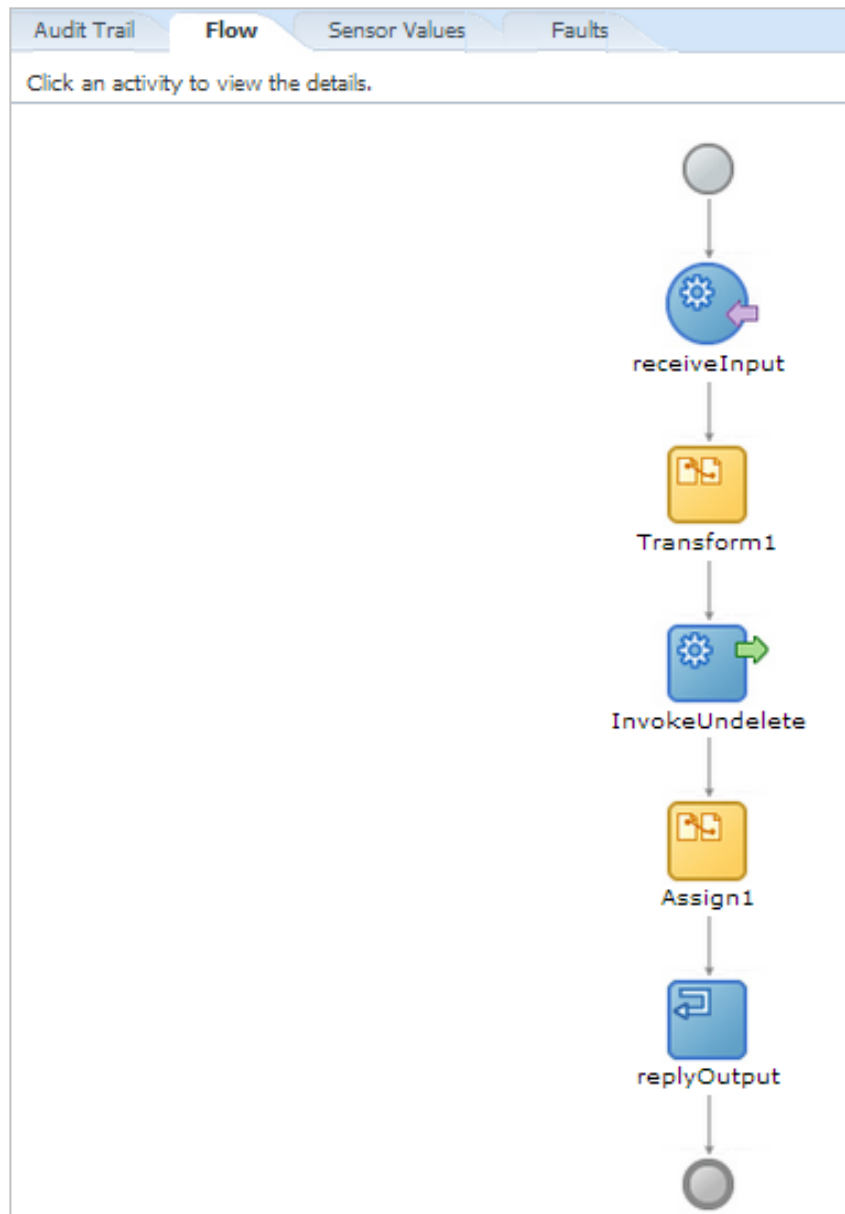 Audit Trail Flow Sensor Values Faults
Click an activity to view the details.
receiveInput
Transform1
InvokeUndelete
Assign1
replyOutput